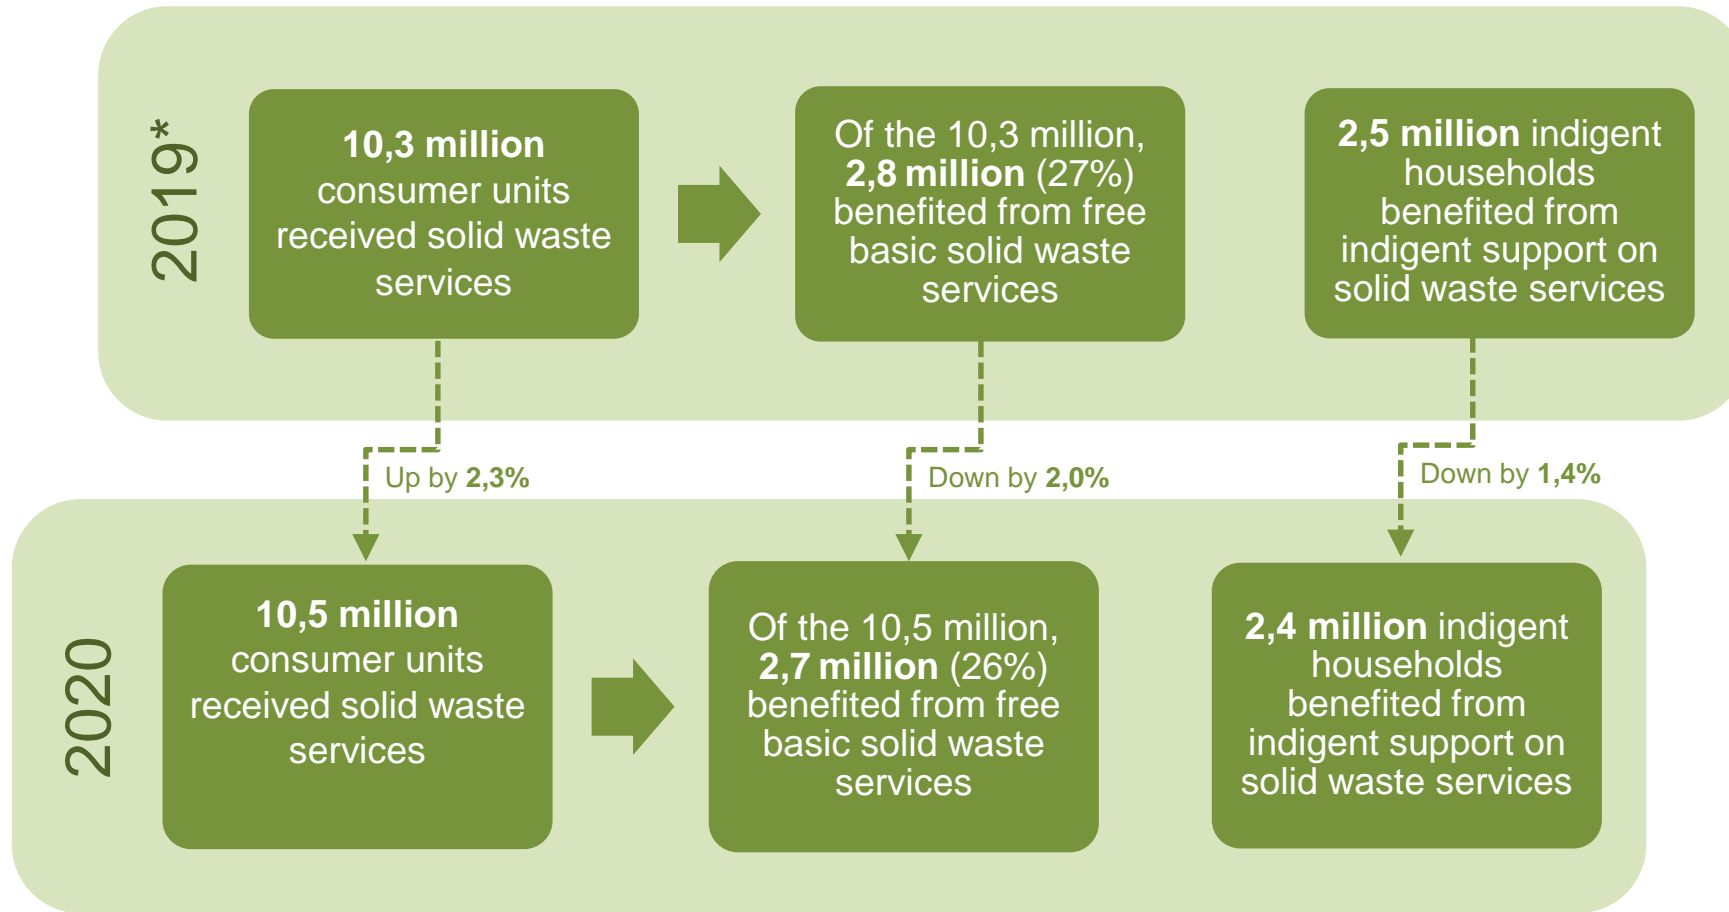 2019*
10,3 million
consumer units
received solid waste
services
Of the 10,3 million,
2,8 million (27%)
benefited from free
basic solid waste
services
2,5 million indigent
households
benefited from
indigent support on
solid waste services
Up by 2,3%
Down by 2,0%
Down by 1,4%
2020
10,5 million
consumer units
received solid waste
services
Of the 10,5 million,
2,7 million (26%)
benefited from free
basic solid waste
services
2,4 million indigent
households
benefited from
indigent support on
solid waste services